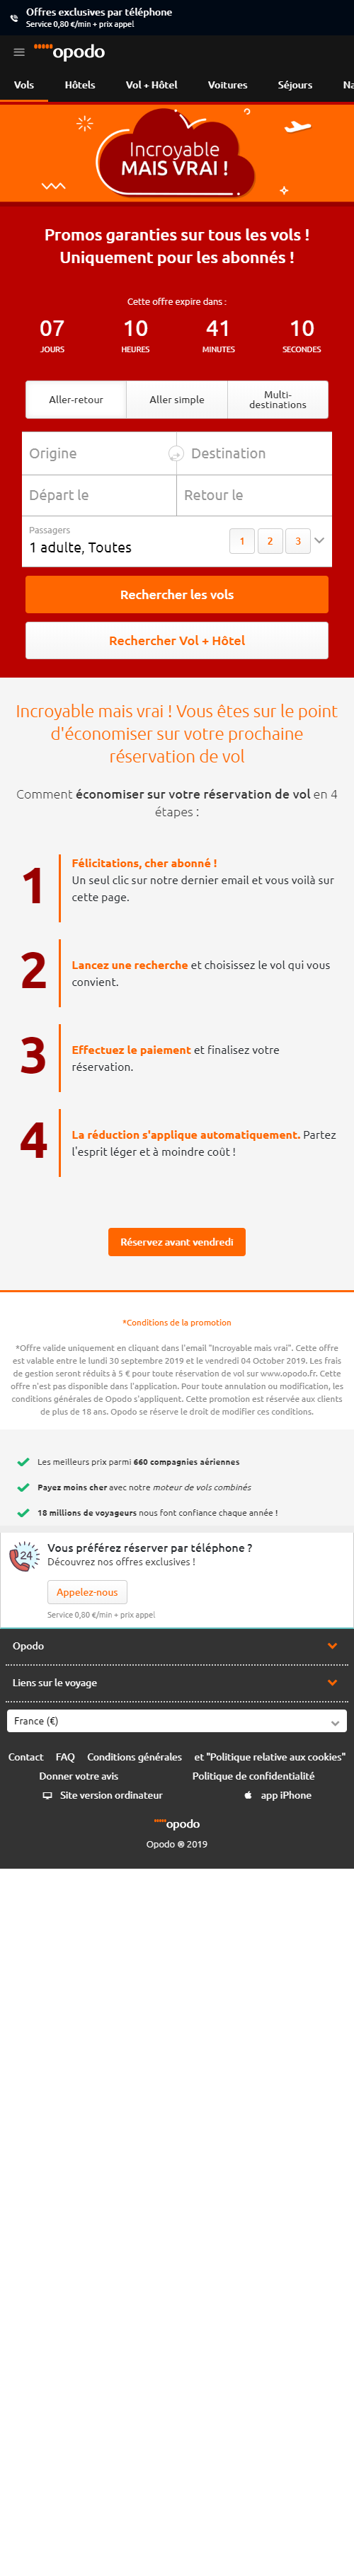 Offres exclusives par téléphone
Service 0,80 €/min + prix appel
opodo
Vols Hôtels Vol + Hôtel Voitures Séjours Na
Incroyable
MAIS VRAI !
Promos garanties sur tous les vols !
Uniquement pour les abonnés !
Cette offre expire dans :
07 10 41 10
JOURS HEURES MINUTES SECONDES
Aller-retour Aller simple Multi-
destinations
Origine Destination
Départ le Retour le
Passagers
1 adulte, Toutes 1 2 3
Rechercher les vols
Rechercher Vol + Hôtel
Incroyable mais vrai ! Vous êtes sur le point
d'économiser sur votre prochaine
réservation de vol
Comment économiser sur votre réservation de vol en 4
étapes :
1
Félicitations, cher abonné !
Un seul clic sur notre dernier email et vous voilà sur
cette page.
2
Lancez une recherche et choisissez le vol qui vous
convient.
3
Effectuez le paiement et finalisez votre
réservation.
4
La réduction s'applique automatiquement. Partez
l'esprit léger et à moindre coût !
Réservez avant vendredi
*Conditions de la promotion
*Offre valide uniquement en cliquant dans l'email "Incroyable mais vrai". Cette offre
est valable entre le lundi 30 septembre 2019 et le vendredi 04 October 2019. Les frais
de gestion seront réduits à 5 € pour toute réservation de vol sur www.opodo.fr. Cette
offre n'est pas disponible dans l'application. Pour toute annulation ou modification, les
conditions générales de Opodo s'appliquent. Cette promotion est réservée aux clients
de plus de 18 ans. Opodo se réserve le droit de modifier ces conditions.
Les meilleurs prix parmi 660 compagnies aériennes
Payez moins cher avec notre moteur de vols combinés
18 millions de voyageurs nous font confiance chaque année !
24
Vous préférez réserver par téléphone ?
Découvrez nos offres exclusives !
Appelez-nous
Service 0,80 €/min + prix appel
Opodo
Liens sur le voyage
France (€)
Contact FAQ Conditions générales et "Politique relative aux cookies"
Donner votre avis Politique de confidentialité
Site version ordinateur app iPhone
opodo
Opodo ® 2019